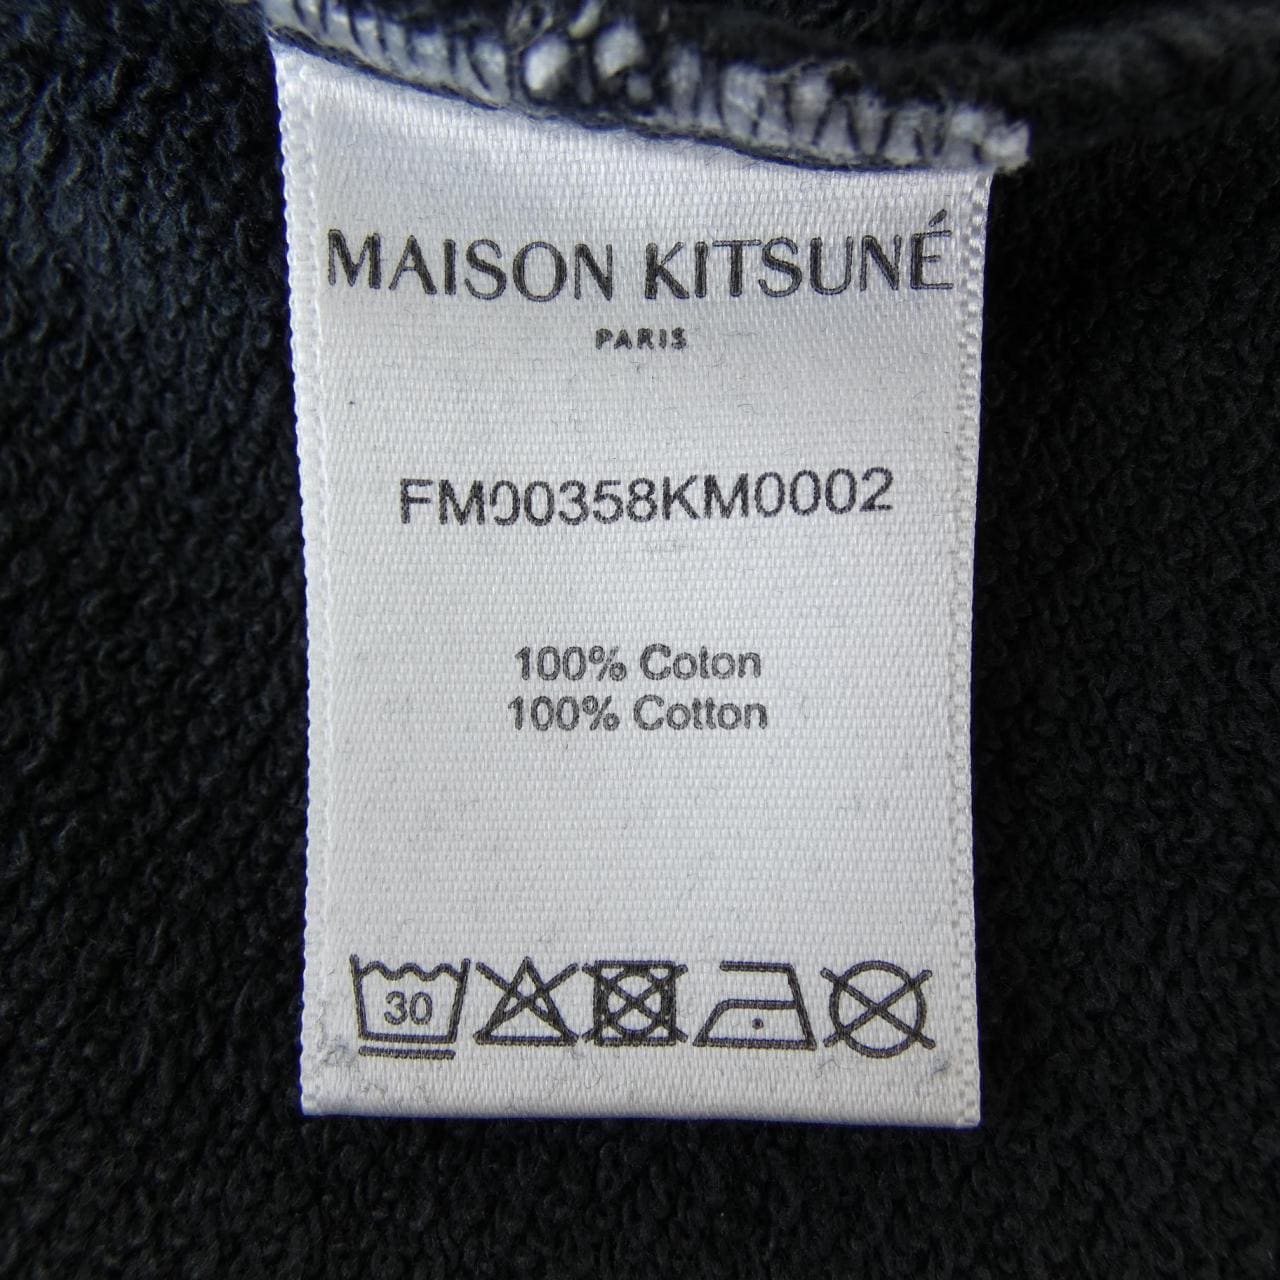 MAISON KITSUNÉ
PARIS
FM00358KM0002
100% Coton
100% Cotton
30